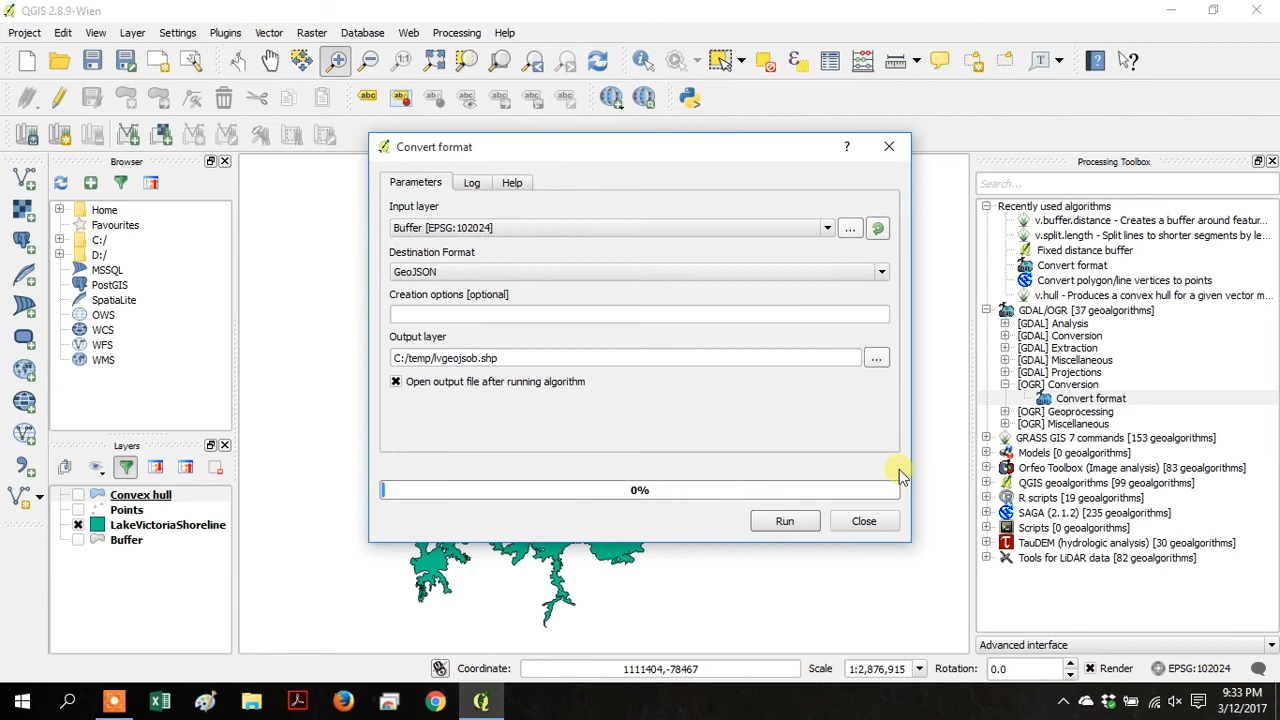 QGIS 2.8.9-Wien
Project Edit View Layer Settings Plugins Vector Raster Database Web Processing Help
Browser
Home
Favourites
C:/
D:/
MSSQL
PostGIS
SpatiaLite
OWS
WCS
WFS
WMS
Layers
Convex hull
Points
LakeVictoriaShoreline
Buffer
Convert format
?
Parameters Log Help
Input layer
Buffer [EPSG:102024]
...
Destination Format
GeoJSON
Creation options [optional]
Output layer
C:/temp/lvgeojsob.shp
...
Open output file after running algorithm
0%
Run Close
Processing Toolbox
Search...
Recently used algorithms
v.buffer.distance - Creates a buffer around featur...
v.split.length - Split lines to shorter segments by le...
Fixed distance buffer
Convert format
Convert polygon/line vertices to points
v.hull - Produces a convex hull for a given vector m...
GDAL/OGR [37 geoalgorithms]
[GDAL] Analysis
[GDAL] Conversion
[GDAL] Extraction
[GDAL] Miscellaneous
[GDAL] Projections
[OGR] Conversion
Convert format
[OGR] Geoprocessing
[OGR] Miscellaneous
GRASS GIS 7 commands [153 geoalgorithms]
Models [0 geoalgorithms]
Orfeo Toolbox (Image analysis) [83 geoalgorithms]
QGIS geoalgorithms [99 geoalgorithms]
R scripts [19 geoalgorithms]
SAGA (2.1.2) [235 geoalgorithms]
Scripts [0 geoalgorithms]
TauDEM (hydrologic analysis) [30 geoalgorithms]
Tools for LiDAR data [82 geoalgorithms]
Advanced interface
Coordinate: 1111404,-78467 Scale 1:2,876,915 Rotation: 0.0 Render EPSG:102024
9:33 PM
3/12/2017